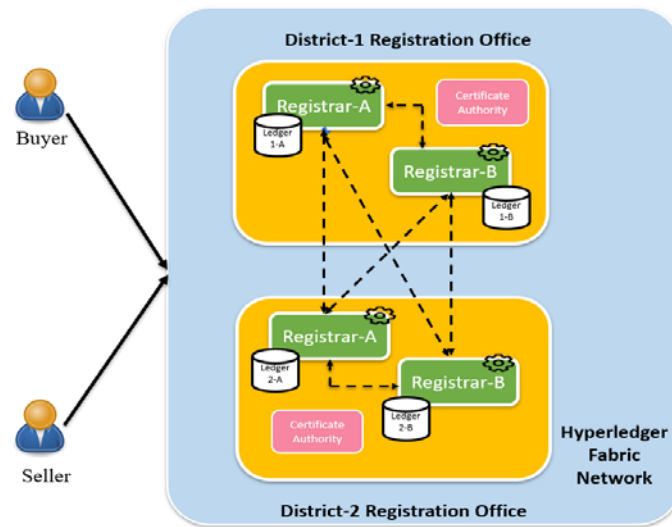 District-1 Registration Office
Registrar-A
Certificate
Authority
Ledger
1-A
Buyer
Registrar-B
Ledger
1-B
Registrar-A
Ledger
2-A
Registrar-B
Ledger
2-B
Certificate
Authority
Seller
Hyperledger
Fabric
Network
District-2 Registration Office